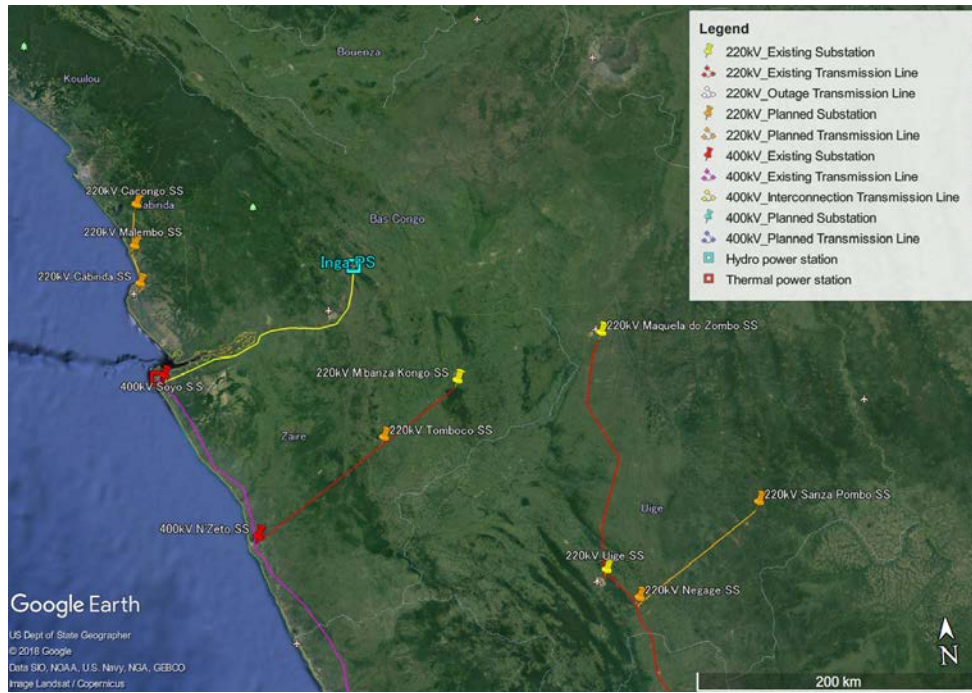 Legend
220kV_Existing Substation
220kV_Existing Transmission Line
220kV_Outage Transmission Line
220kV_Planned Substation
220kV_Planned Transmission Line
400kV_Existing Substation
400kV_Existing Transmission Line
400kV_Interconnection Transmission Line
400kV_Planned Substation
400kV_Planned Transmission Line
Hydro power station
Thermal power station
Bouenza
Kouilou
220kV Cacongo SS
Cabinda
220kV Malembo SS
Bas Congo
Inga PS
220kV Cabinda SS
220kV Maquela do Zombo SS
220kV M'banza Kongo SS
400kV Soyo SS
220kV Tomboco SS
Zaire
220kV Sanza Pombo SS
Uige
400kV N'Zeto SS
220kV Uige SS
220kV Negage SS
Google Earth
US Dept of State Geographer
© 2018 Google
Data SIO, NOAA, U.S. Navy, NGA, GEBCO
Image Landsat / Copernicus
N
200 km